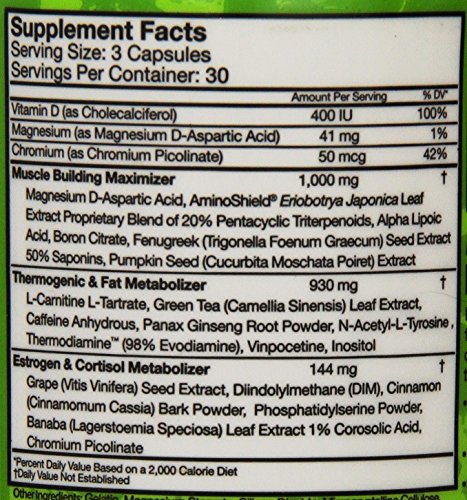 Supplement Facts
Serving Size: 3 Capsules
Servings Per Container: 30
Amount Per Serving % DV*
Vitamin D (as Cholecalciferol) 400 IU 100%
Magnesium (as Magnesium D-Aspartic Acid) 41 mg 1%
Chromium (as Chromium Picolinate) 50 mcg 42%
Muscle Building Maximizer 1,000 mg †
Magnesium D-Aspartic Acid, AminoShield® Eriobotrya Japonica Leaf
Extract Proprietary Blend of 20% Pentacyclic Triterpenoids, Alpha Lipoic
Acid, Boron Citrate, Fenugreek (Trigonella Foenum Graecum) Seed Extract
50% Saponins, Pumpkin Seed (Cucurbita Moschata Poiret) Extract
Thermogenic & Fat Metabolizer 930 mg †
L-Carnitine L-Tartrate, Green Tea (Camellia Sinensis) Leaf Extract,
Caffeine Anhydrous, Panax Ginseng Root Powder, N-Acetyl-L-Tyrosine,
Thermodiamine™ (98% Evodiamine), Vinpocetine, Inositol
Estrogen & Cortisol Metabolizer 144 mg †
Grape (Vitis Vinifera) Seed Extract, Diindolylmethane (DIM), Cinnamon
(Cinnamomum Cassia) Bark Powder, Phosphatidylserine Powder,
Banaba (Lagerstoemia Speciosa) Leaf Extract 1% Corosolic Acid,
Chromium Picolinate
*Percent Daily Value Based on a 2,000 Calorie Diet
†Daily Value Not Established
Other Ingredients: Gelatin, Magnesium